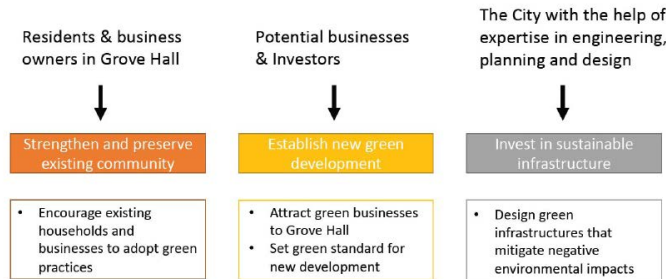 Residents & business
owners in Grove Hall
Strengthen and preserve
existing community
• Encourage existing
households and
businesses to adopt green
practices
Potential businesses
& Investors
Establish new green
development
• Attract green businesses
to Grove Hall
• Set green standard for
new development
The City with the help of
expertise in engineering,
planning and design
Invest in sustainable
infrastructure
• Design green
infrastructures that
mitigate negative
environmental impacts